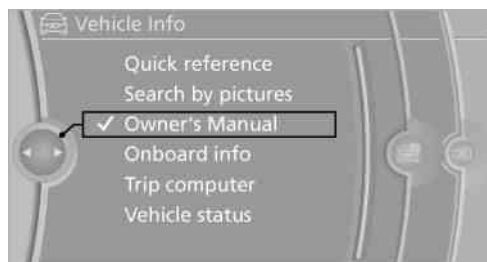 Vehicle Info
Quick reference
Search by pictures
Owner's Manual
Onboard info
Trip computer
Vehicle status